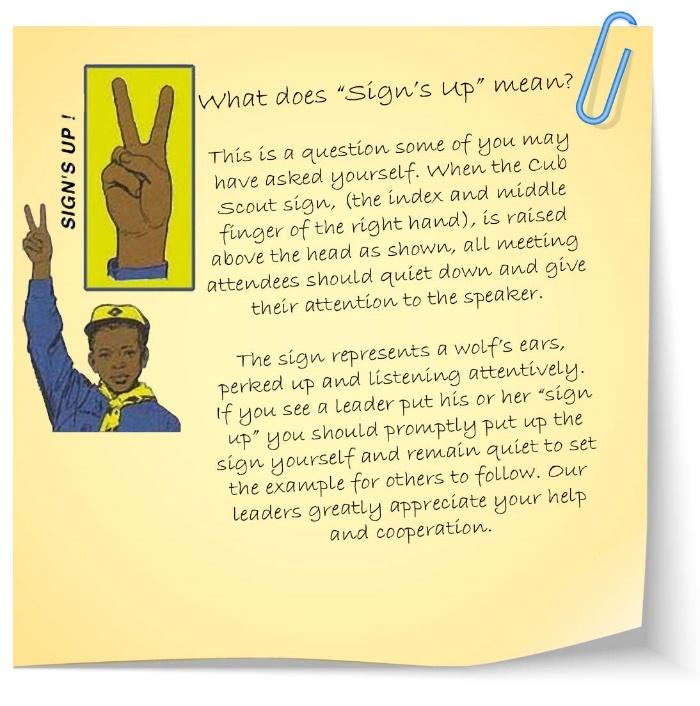 SIGN'S UP !
What does “Sign’s Up” mean?
This is a question some of you may
have asked yourself. When the Cub
Scout sign, (the index and middle
finger of the right hand), is raised
above the head as shown, all meeting
attendees should quiet down and give
their attention to the speaker.
The sign represents a wolf’s ears,
perked up and listening attentively.
If you see a leader put his or her “sign
up” you should promptly put up the
sign yourself and remain quiet to set
the example for others to follow. Our
leaders greatly appreciate your help
and cooperation.